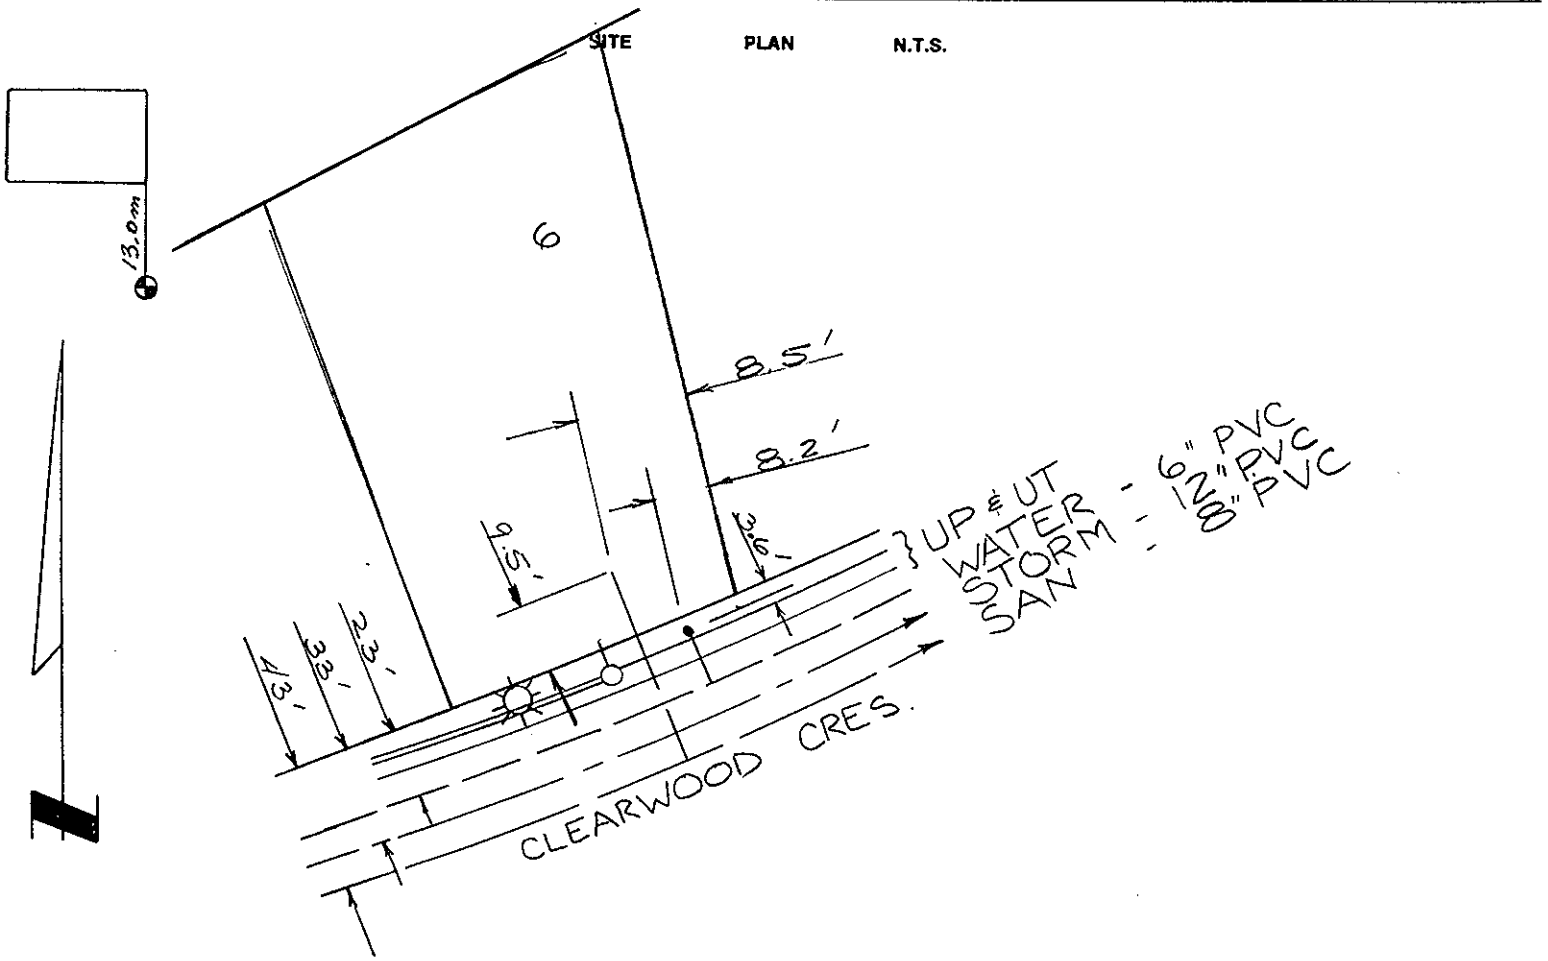 SITE PLAN N.T.S.
13.0m
6
8.5'
8.2'
9.5'
3.6'
23'
33'
43'
UP & UT
WATER - 6" PVC
STORM - 12" PVC
SAN - 8" PVC
CLEARWOOD CRES.